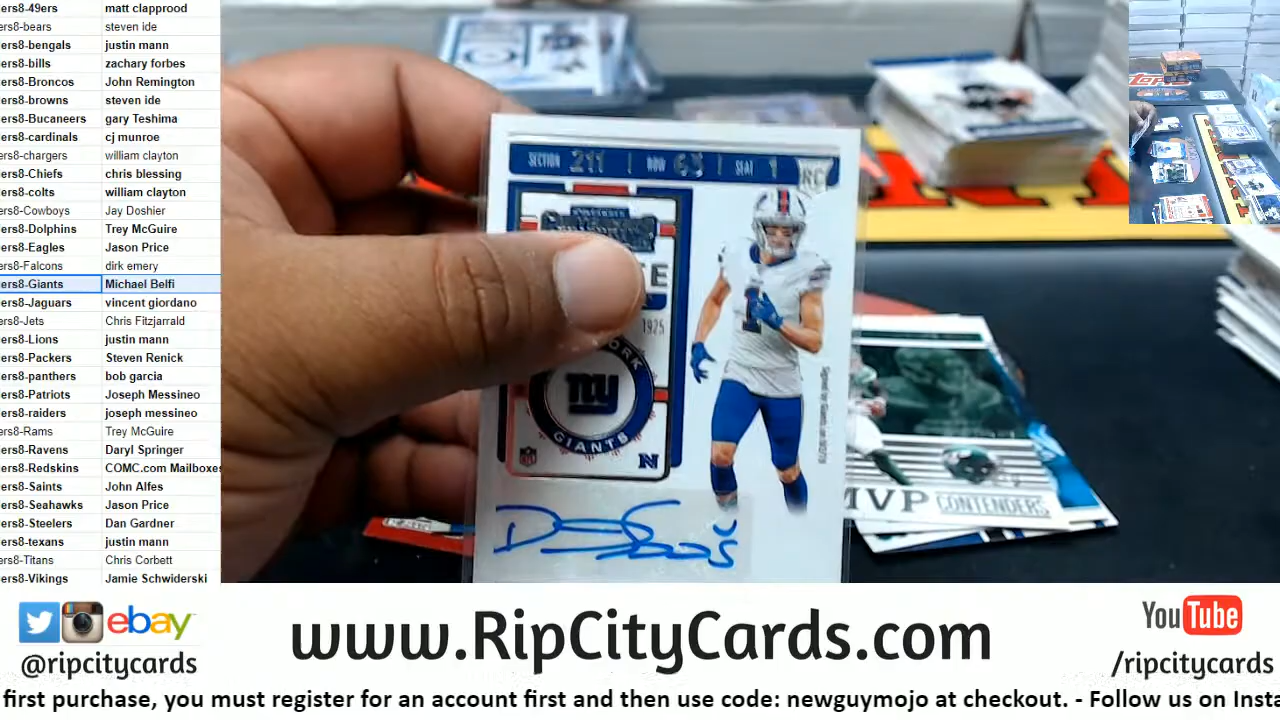 ers8-49ers matt clapprood
ers8-bears steven ide
ers8-bengals justin mann
ers8-bills zachary forbes
ers8-Broncos John Remington
ers8-browns steven ide
ers8-Bucaneers gary Teshima
ers8-cardinals cj munroe
ers8-chargers william clayton
ers8-Chiefs chris blessing
ers8-colts william clayton
ers8-Cowboys Jay Doshier
ers8-Dolphins Trey McGuire
ers8-Eagles Jason Price
ers8-Falcons dirk emery
ers8-Giants Michael Belfi
ers8-Jaguars vincent giordano
ers8-Jets Chris Fitzjarrald
ers8-Lions justin mann
ers8-Packers Steven Renick
ers8-panthers bob garcia
ers8-Patriots Joseph Messineo
ers8-raiders joseph messineo
ers8-Rams Trey McGuire
ers8-Ravens Daryl Springer
ers8-Redskins COMC.com Mailboxes
ers8-Saints John Alfes
ers8-Seahawks Jason Price
ers8-Steelers Dan Gardner
ers8-texans justin mann
ers8-Titans Chris Corbett
ers8-Vikings Jamie Schwiderski
SECTION 211 | ROW 63 | SEAT 1
RC
1925
ny
GIANTS
NFL
N
MVP CONTENDERS
ebay
@ripcitycards
www.RipCityCards.com
YouTube
/ripcitycards
first purchase, you must register for an account first and then use code: newguymojo at checkout. - Follow us on Insta